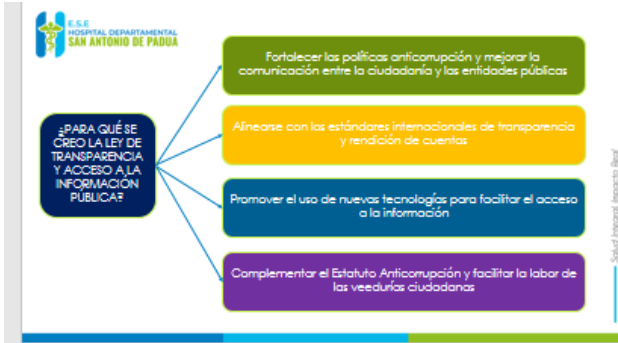 E.S.E
HOSPITAL DEPARTAMENTAL
SAN ANTONIO DE PADUA
Fortalecer las políticas anticorrupción y mejorar la
comunicación entre la ciudadanía y las entidades públicas
¿PARA QUÉ SE
CREO LA LEY DE
TRANSPARENCIA
Y ACCESO A LA
INFORMACIÓN
PÚBLICA?
Alinearse con los estándares internacionales de transparencia
y rendición de cuentas
Promover el uso de nuevas tecnologías para facilitar el acceso
a la información
Complementar el Estatuto Anticorrupción y facilitar la labor de
las veedurías ciudadanas
Salud Integral, Impacto Real